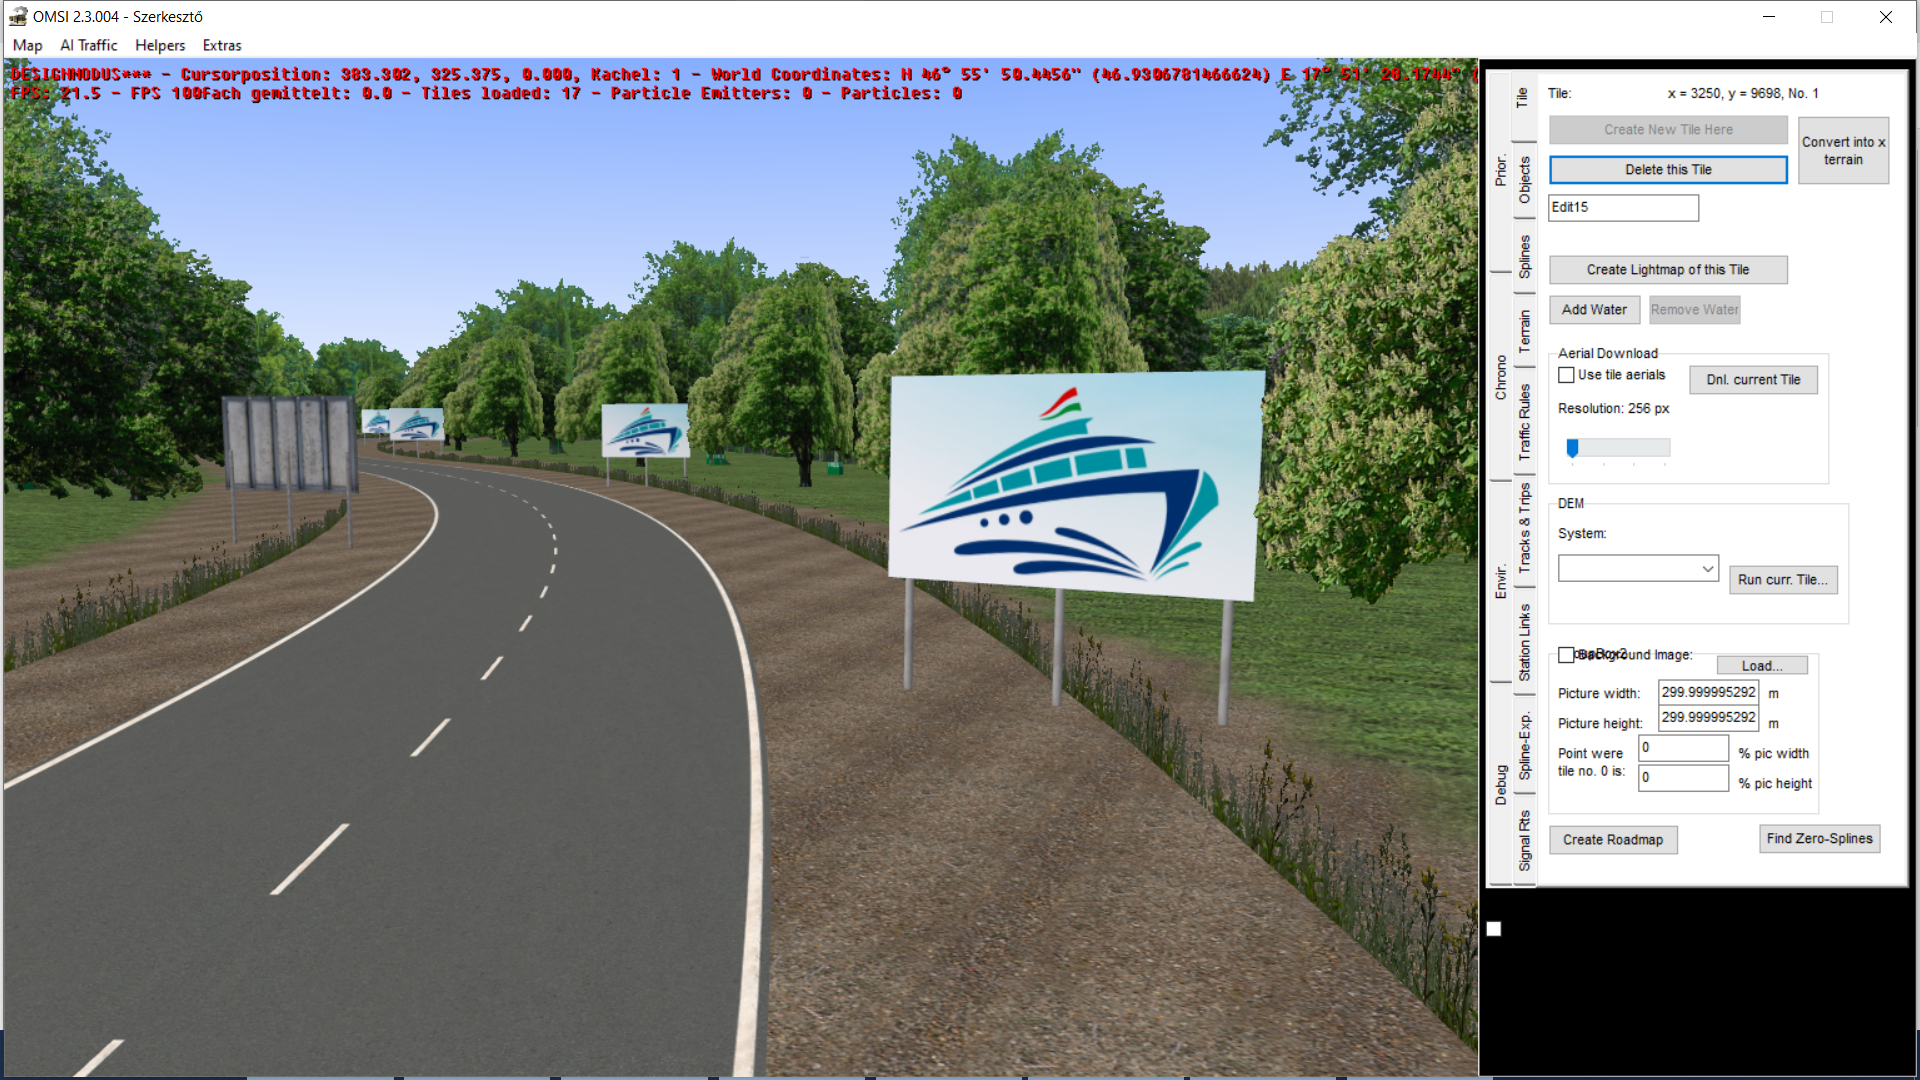 OMSI 2.3.004 - Szerkesztő
Map AI Traffic Helpers Extras
DESIGNMODUS*** - Cursorposition: 383.302, 325.375, 0.000, Kachel: 1 - World Coordinates: N 46° 55' 50.4456" (46.9306781466624) E 17° 51' 20.1744" (
FPS: 21.5 - FPS 100Fach gemittelt: 0.0 - Tiles loaded: 17 - Particle Emitters: 0 - Particles: 0
Prior.
Chrono
Envir.
Debug
Tile
Objects
Splines
Terrain
Traffic Rules
Tracks & Trips
Station Links
Spline-Exp.
Signal Rts
Tile: x = 3250, y = 9698, No. 1
Create New Tile Here
Convert into x
terrain
Delete this Tile
Edit15
Create Lightmap of this Tile
Add Water Remove Water
Aerial Download
Use tile aerials Dnl. current Tile
Resolution: 256 px
DEM
System:
Run curr. Tile...
Background Image:
Load...
Picture width: 299.999995292 m
Picture height: 299.999995292 m
Point were 0 % pic width
tile no. 0 is: 0 % pic height
Create Roadmap Find Zero-Splines